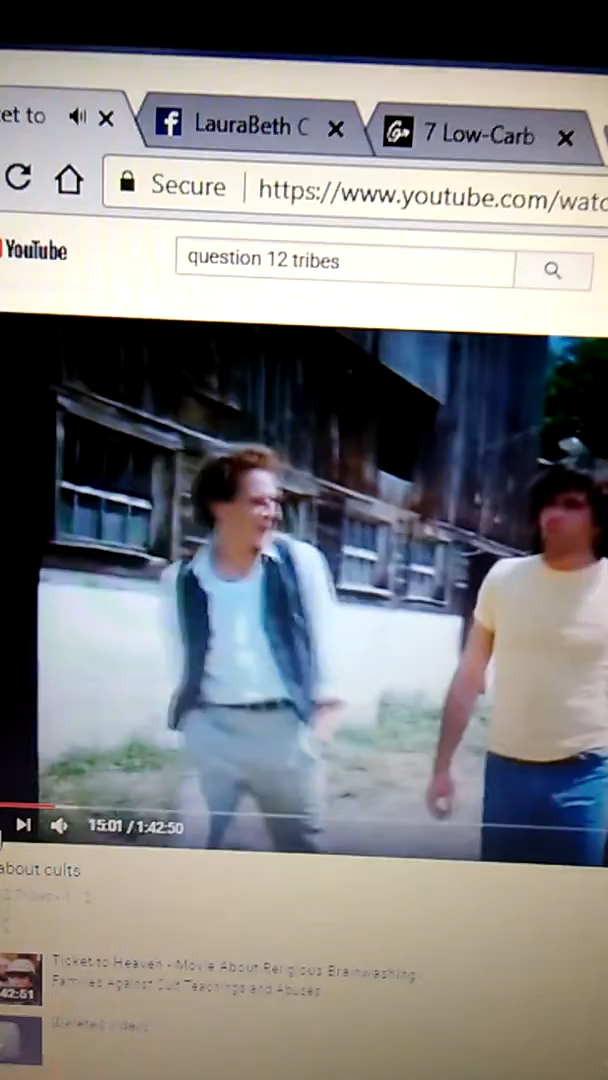 et to
LauraBeth C
7 Low-Carb
Secure
https://www.youtube.com/watc
YouTube
question 12 tribes
15:01 / 1:42:50
about cults
42:51
Ticket to Heaven - Movie About Religious Brainwashing
Families Against Cult Teachings and Abuses
[Deleted video]